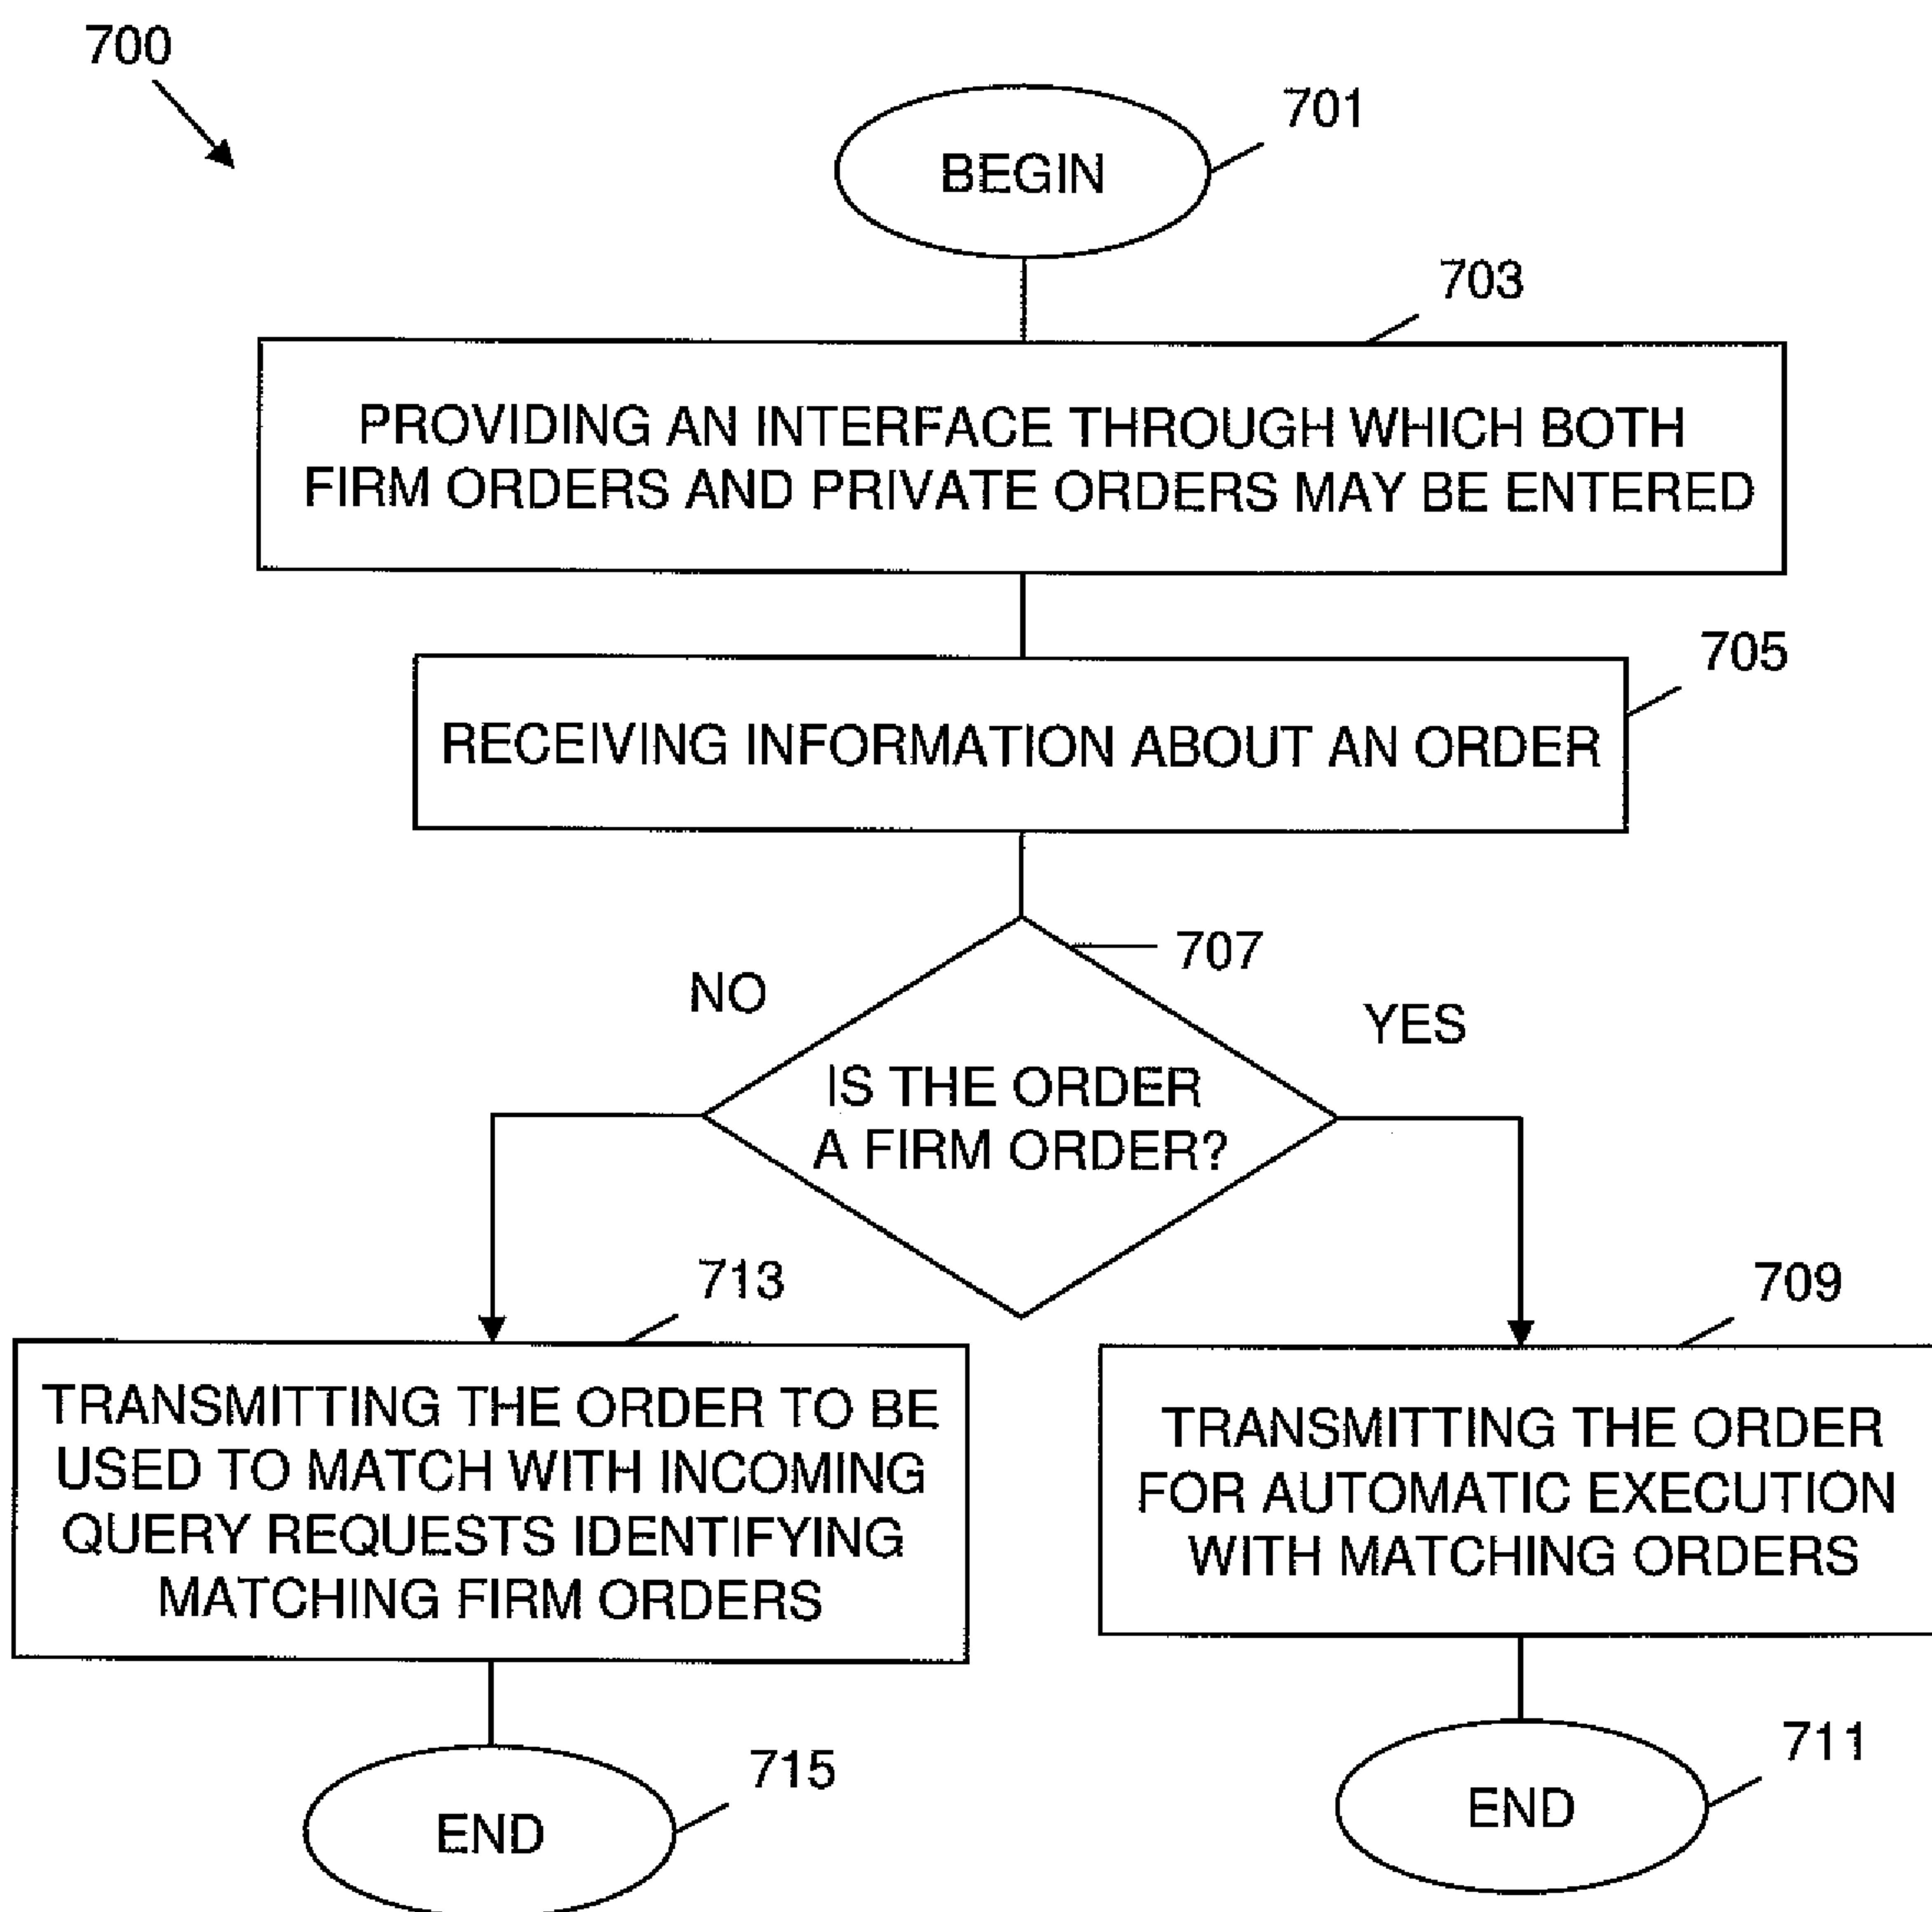 700
701
BEGIN
703
PROVIDING AN INTERFACE THROUGH WHICH BOTH
FIRM ORDERS AND PRIVATE ORDERS MAY BE ENTERED
705
RECEIVING INFORMATION ABOUT AN ORDER
707
NO
YES
IS THE ORDER
A FIRM ORDER?
713
TRANSMITTING THE ORDER TO BE
USED TO MATCH WITH INCOMING
QUERY REQUESTS IDENTIFYING
MATCHING FIRM ORDERS
709
TRANSMITTING THE ORDER
FOR AUTOMATIC EXECUTION
WITH MATCHING ORDERS
715
END
711
END